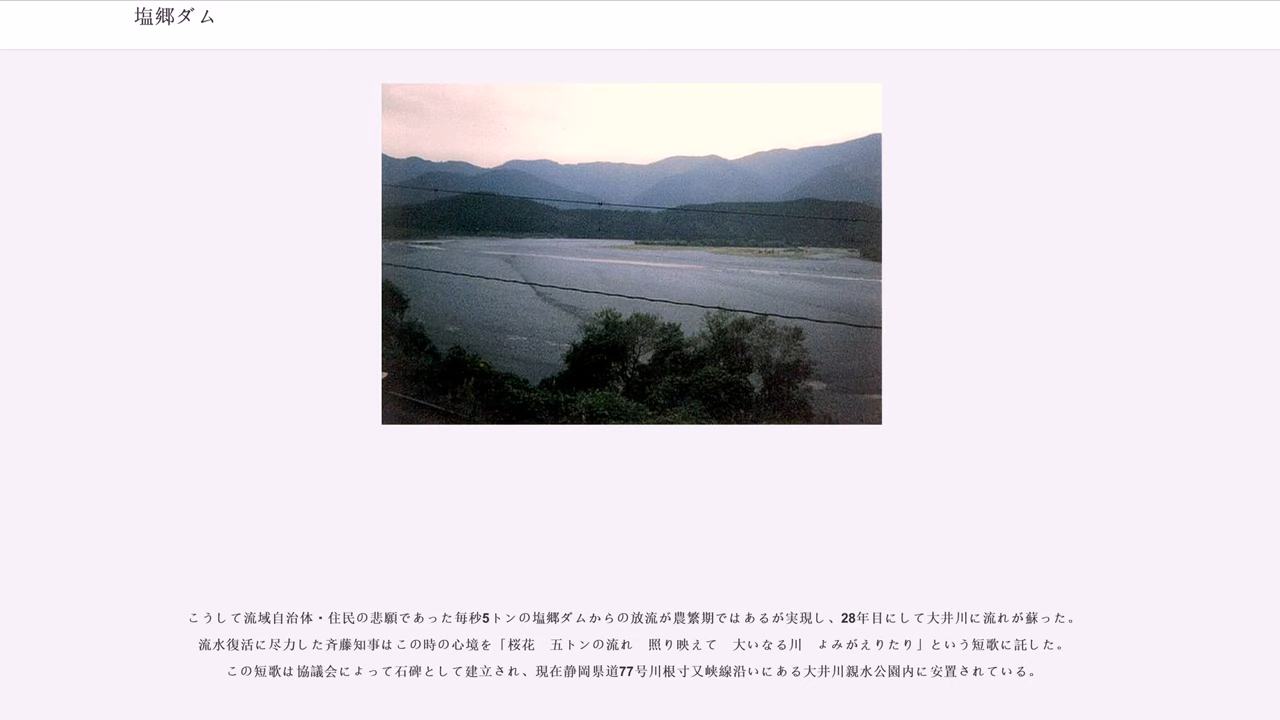 塩郷ダム
こうして流域自治体・住民の悲願であった毎秒5トンの塩郷ダムからの放流が農繁期ではあるが実現し、28年目にして大井川に流れが蘇った。
流水復活に尽力した斉藤知事はこの時の心境を「桜花　五トンの流れ　照り映えて　大いなる川　よみがえりたり」という短歌に託した。
この短歌は協議会によって石碑として建立され、現在静岡県道77号川根寸又峡線沿いにある大井川親水公園内に安置されている。